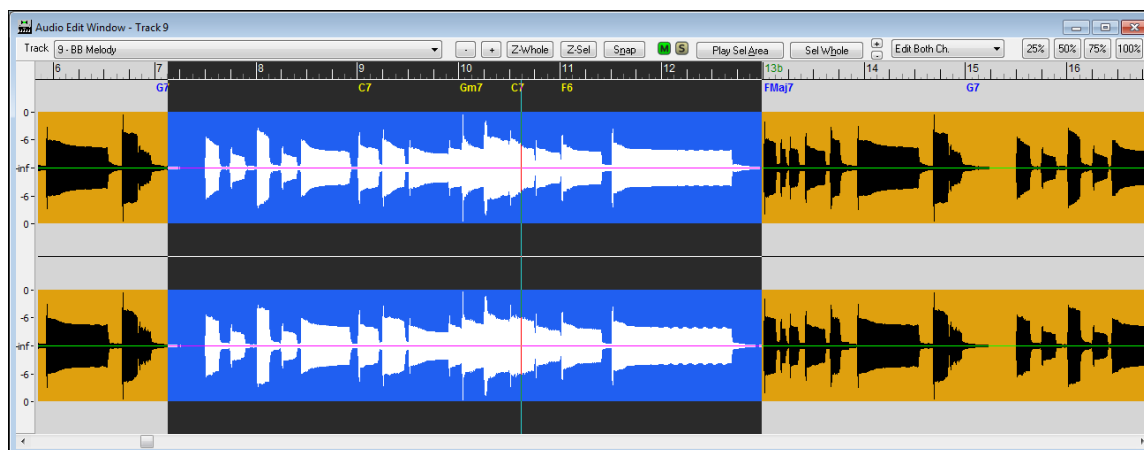 Audio Edit Window - Track 9
Track 9 - BB Melody - + Z-Whole Z-Sel Snap M S Play Sel Area Sel Whole + - Edit Both Ch. 25% 50% 75% 100%
6 7 8 9 10 11 12 13b 14 15 16
G7 C7 Gm7 C7 F6 FMaj7 G7
0-
-6-
-inf-
-6-
0-
0-
-6-
-inf-
-6-
0-